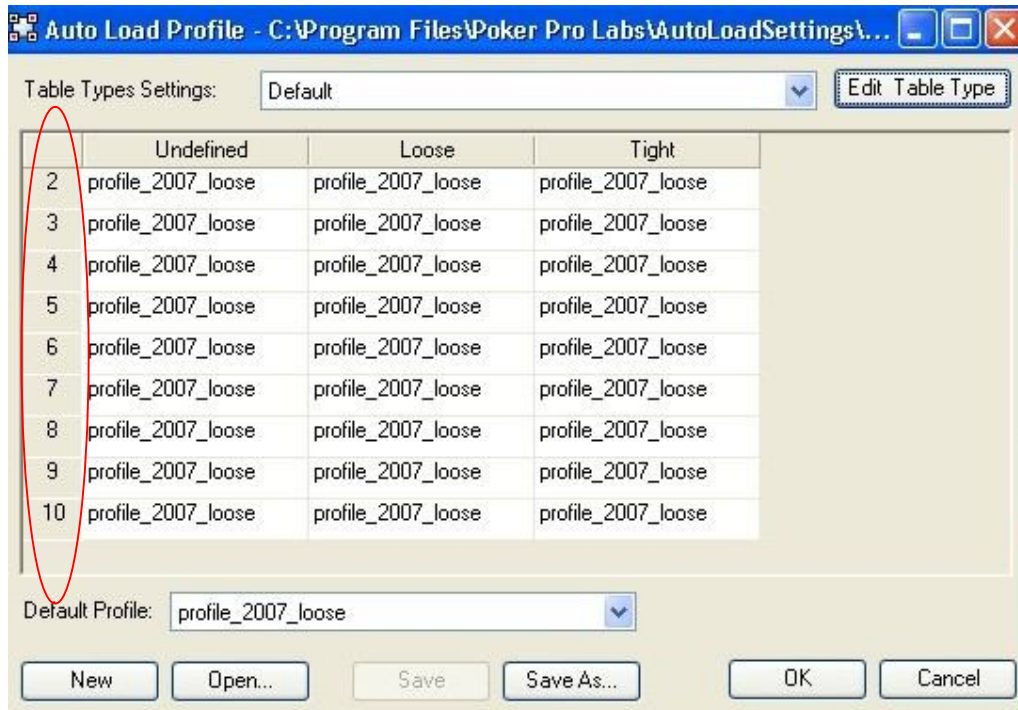 Auto Load Profile - C:\Program Files\Poker Pro Labs\AutoLoadSettings\...
Table Types Settings: Default Edit Table Type
Undefined Loose Tight
2 profile_2007_loose profile_2007_loose profile_2007_loose
3 profile_2007_loose profile_2007_loose profile_2007_loose
4 profile_2007_loose profile_2007_loose profile_2007_loose
5 profile_2007_loose profile_2007_loose profile_2007_loose
6 profile_2007_loose profile_2007_loose profile_2007_loose
7 profile_2007_loose profile_2007_loose profile_2007_loose
8 profile_2007_loose profile_2007_loose profile_2007_loose
9 profile_2007_loose profile_2007_loose profile_2007_loose
10 profile_2007_loose profile_2007_loose profile_2007_loose
Default Profile: profile_2007_loose
New Open... Save Save As... OK Cancel